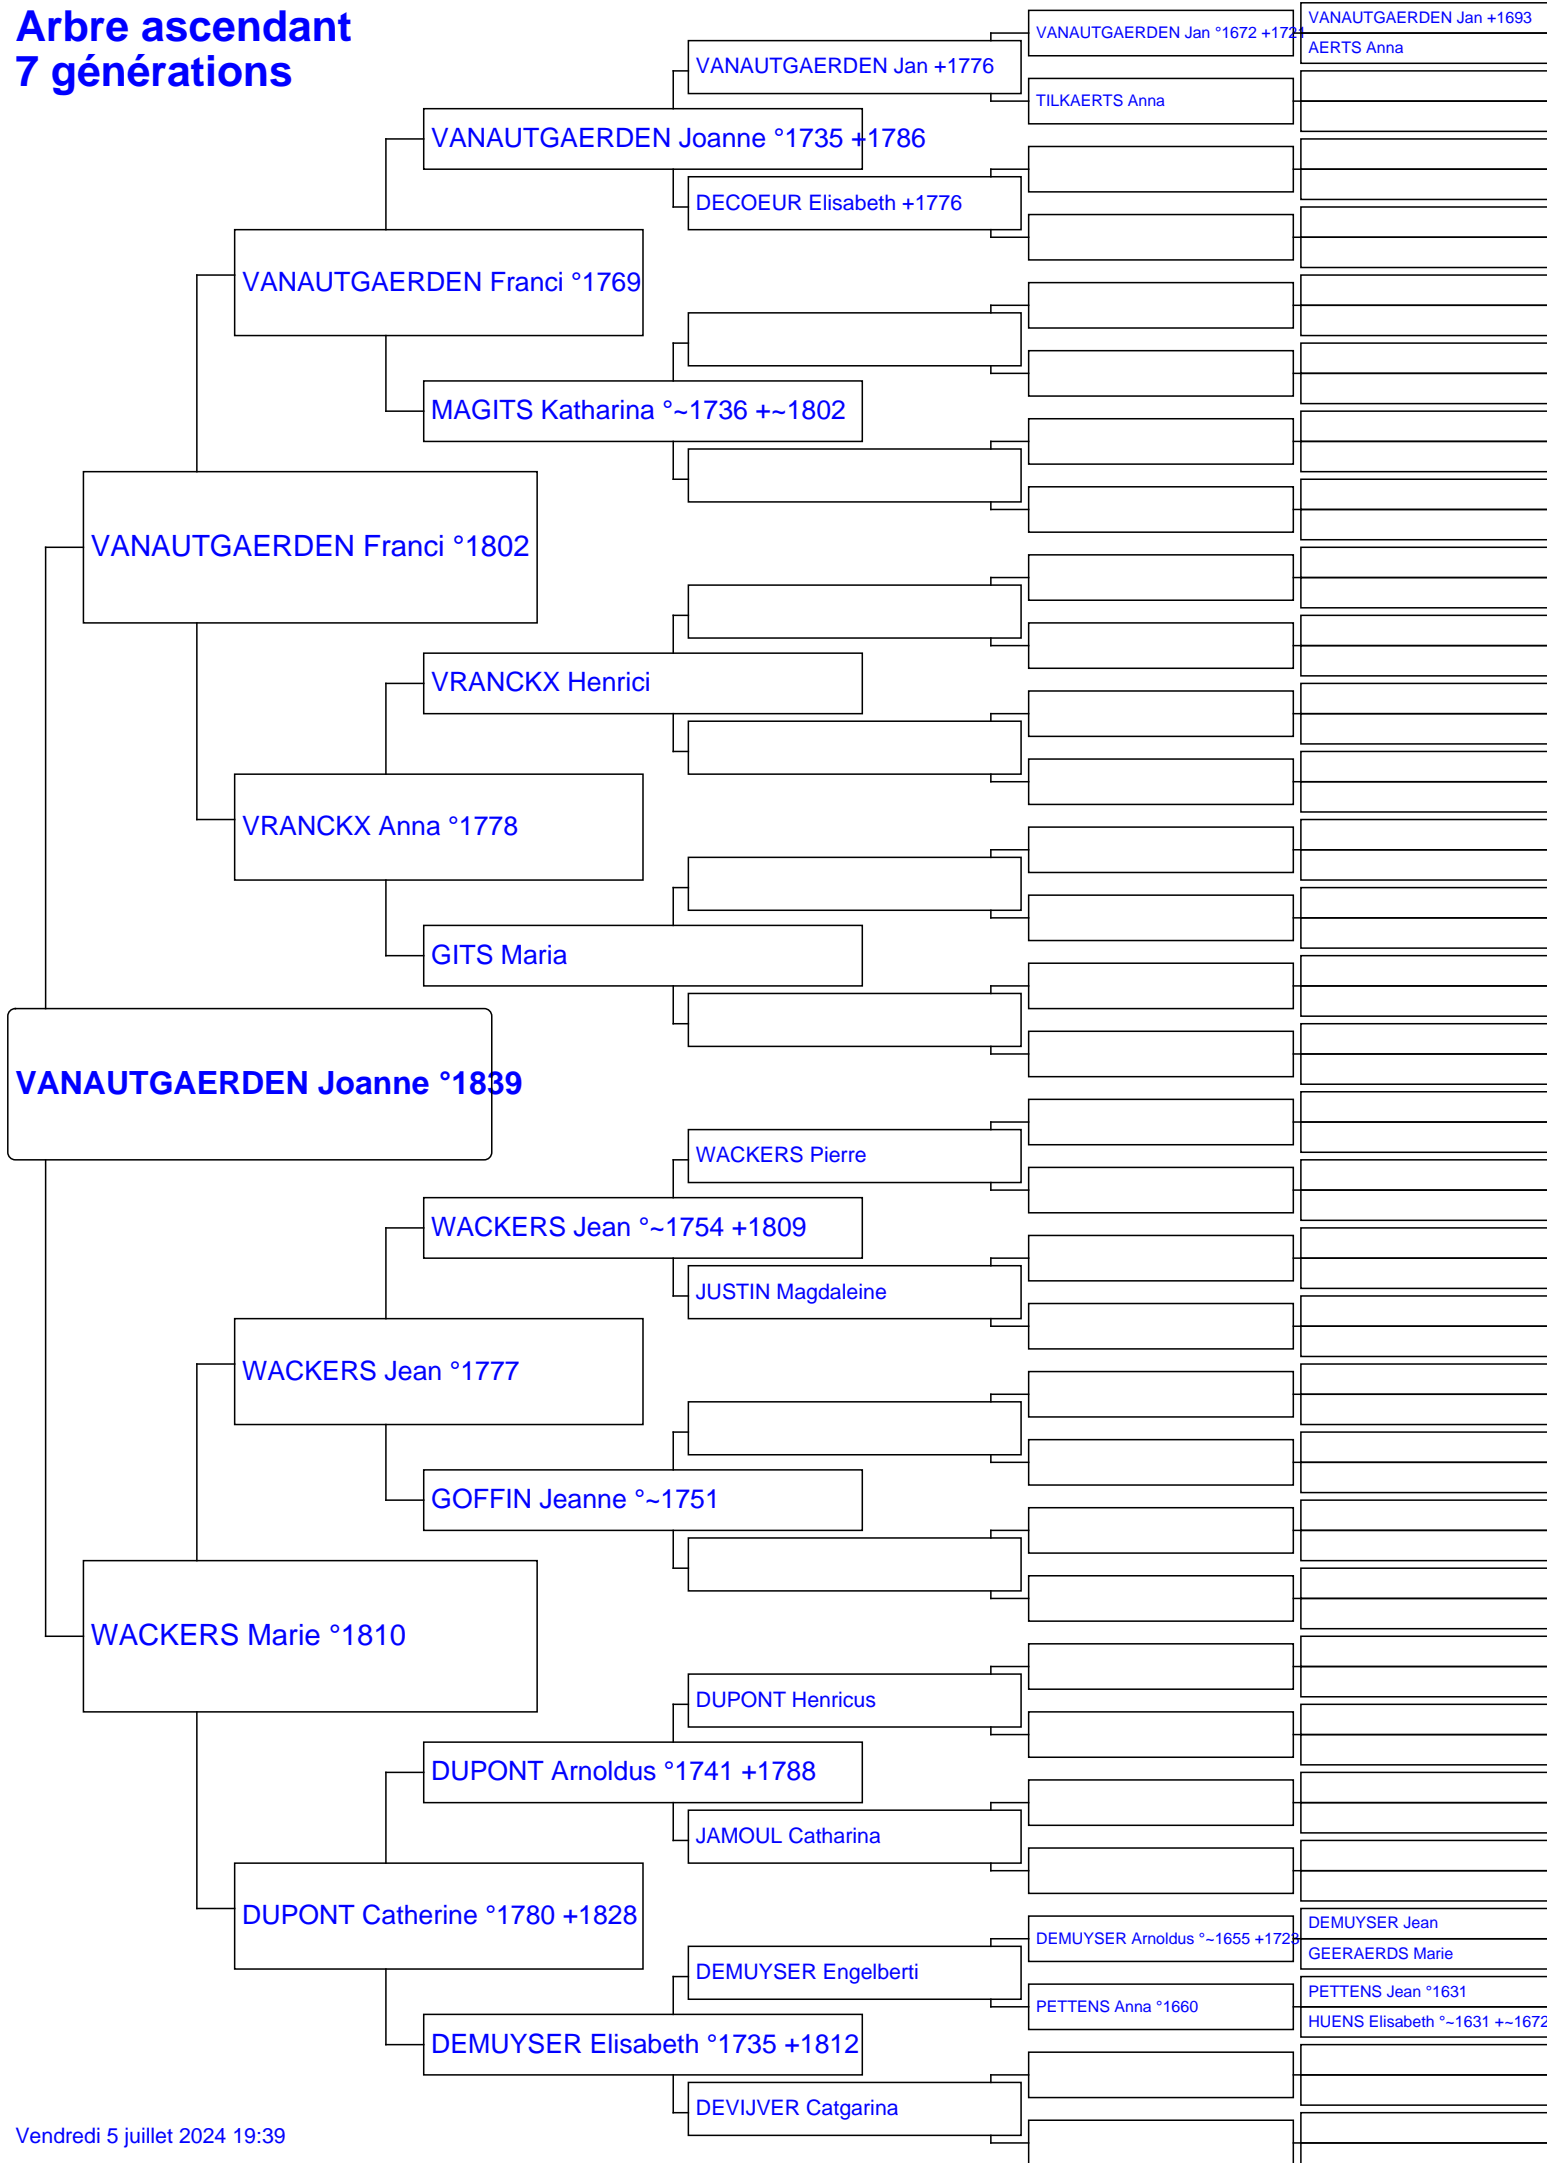 Arbre ascendant
7 générations
VANAUTGAERDEN Jan +1693
VANAUTGAERDEN Jan °1672 +1721
AERTS Anna
VANAUTGAERDEN Jan +1776
TILKAERTS Anna
VANAUTGAERDEN Joanne °1735 +1786
DECOEUR Elisabeth +1776
VANAUTGAERDEN Franci °1769
MAGITS Katharina °~1736 +~1802
VANAUTGAERDEN Franci °1802
VRANCKX Henrici
VRANCKX Anna °1778
GITS Maria
VANAUTGAERDEN Joanne °1839
WACKERS Pierre
WACKERS Jean °~1754 +1809
JUSTIN Magdaleine
WACKERS Jean °1777
GOFFIN Jeanne °~1751
WACKERS Marie °1810
DUPONT Henricus
DUPONT Arnoldus °1741 +1788
JAMOUL Catharina
DUPONT Catherine °1780 +1828
DEMUYSER Jean
DEMUYSER Arnoldus °~1655 +1723
GEERAERDS Marie
DEMUYSER Engelberti
PETTENS Jean °1631
PETTENS Anna °1660
HUENS Elisabeth °~1631 +~1672
DEMUYSER Elisabeth °1735 +1812
DEVIJVER Catgarina
Vendredi 5 juillet 2024 19:39